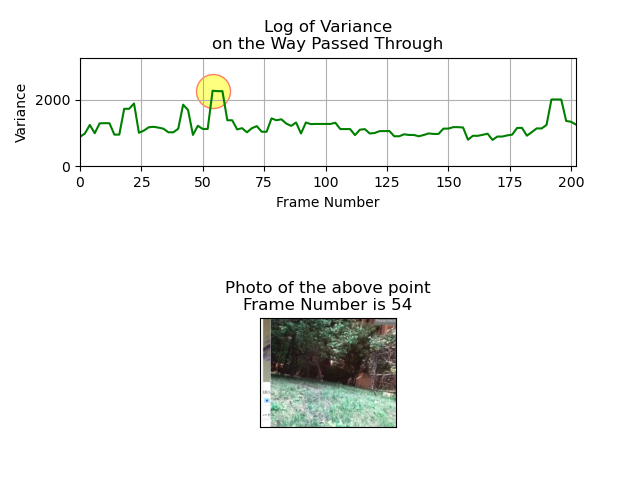 Log of Variance
on the Way Passed Through
Variance
2000
0
0 25 50 75 100 125 150 175 200
Frame Number
Photo of the above point
Frame Number is 54